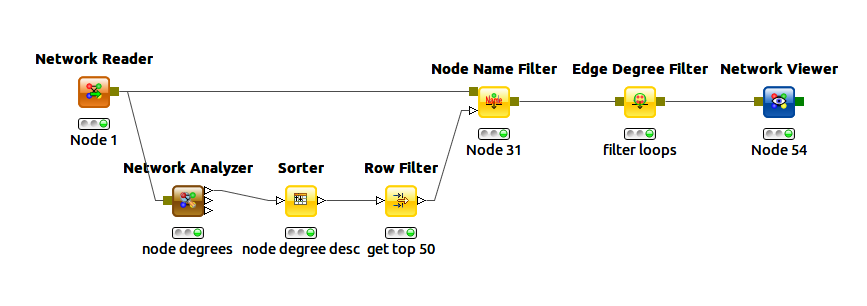 Network Reader
Node 1
Node Name Filter
Node 31
Edge Degree Filter
filter loops
Network Viewer
Node 54
Network Analyzer
node degrees
Sorter
node degree desc
Row Filter
get top 50